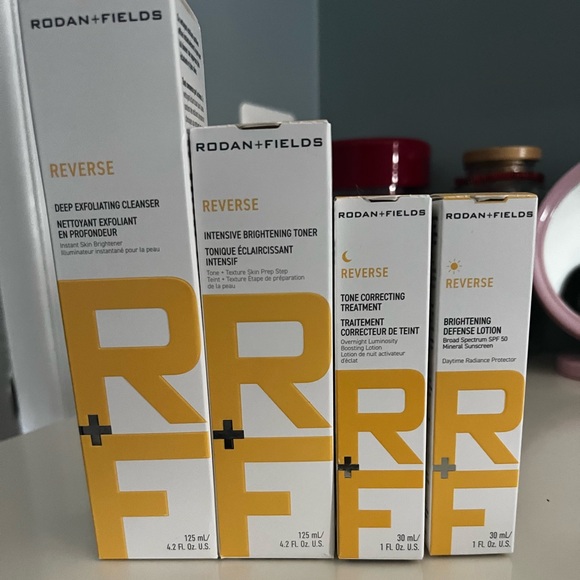 RODAN+FIELDS
REVERSE
DEEP EXFOLIATING CLEANSER
NETTOYANT EXFOLIANT
EN PROFONDEUR
Instant Skin Brightener
Illuminateur instantané pour la peau
R+F
125 mL/
4.2 Fl. Oz. U.S.
RODAN+FIELDS
REVERSE
INTENSIVE BRIGHTENING TONER
TONIQUE ÉCLAIRCISSANT
INTENSIF
Tone + Texture Skin Prep Step
Teint + Texture Étape de préparation
de la peau
R+F
125 mL/
4.2 Fl. Oz. U.S.
RODAN+FIELDS
REVERSE
TONE CORRECTING
TREATMENT
TRAITEMENT
CORRECTEUR DE TEINT
Overnight Luminosity
Boosting Lotion
Lotion de nuit activateur
d'éclat
R+F
30 mL/
1 Fl. Oz. U.S.
RODAN+FIELDS
REVERSE
BRIGHTENING
DEFENSE LOTION
Broad Spectrum SPF 50
Mineral Sunscreen
Daytime Radiance Protector
R+F
30 mL/
1 Fl. Oz. U.S.